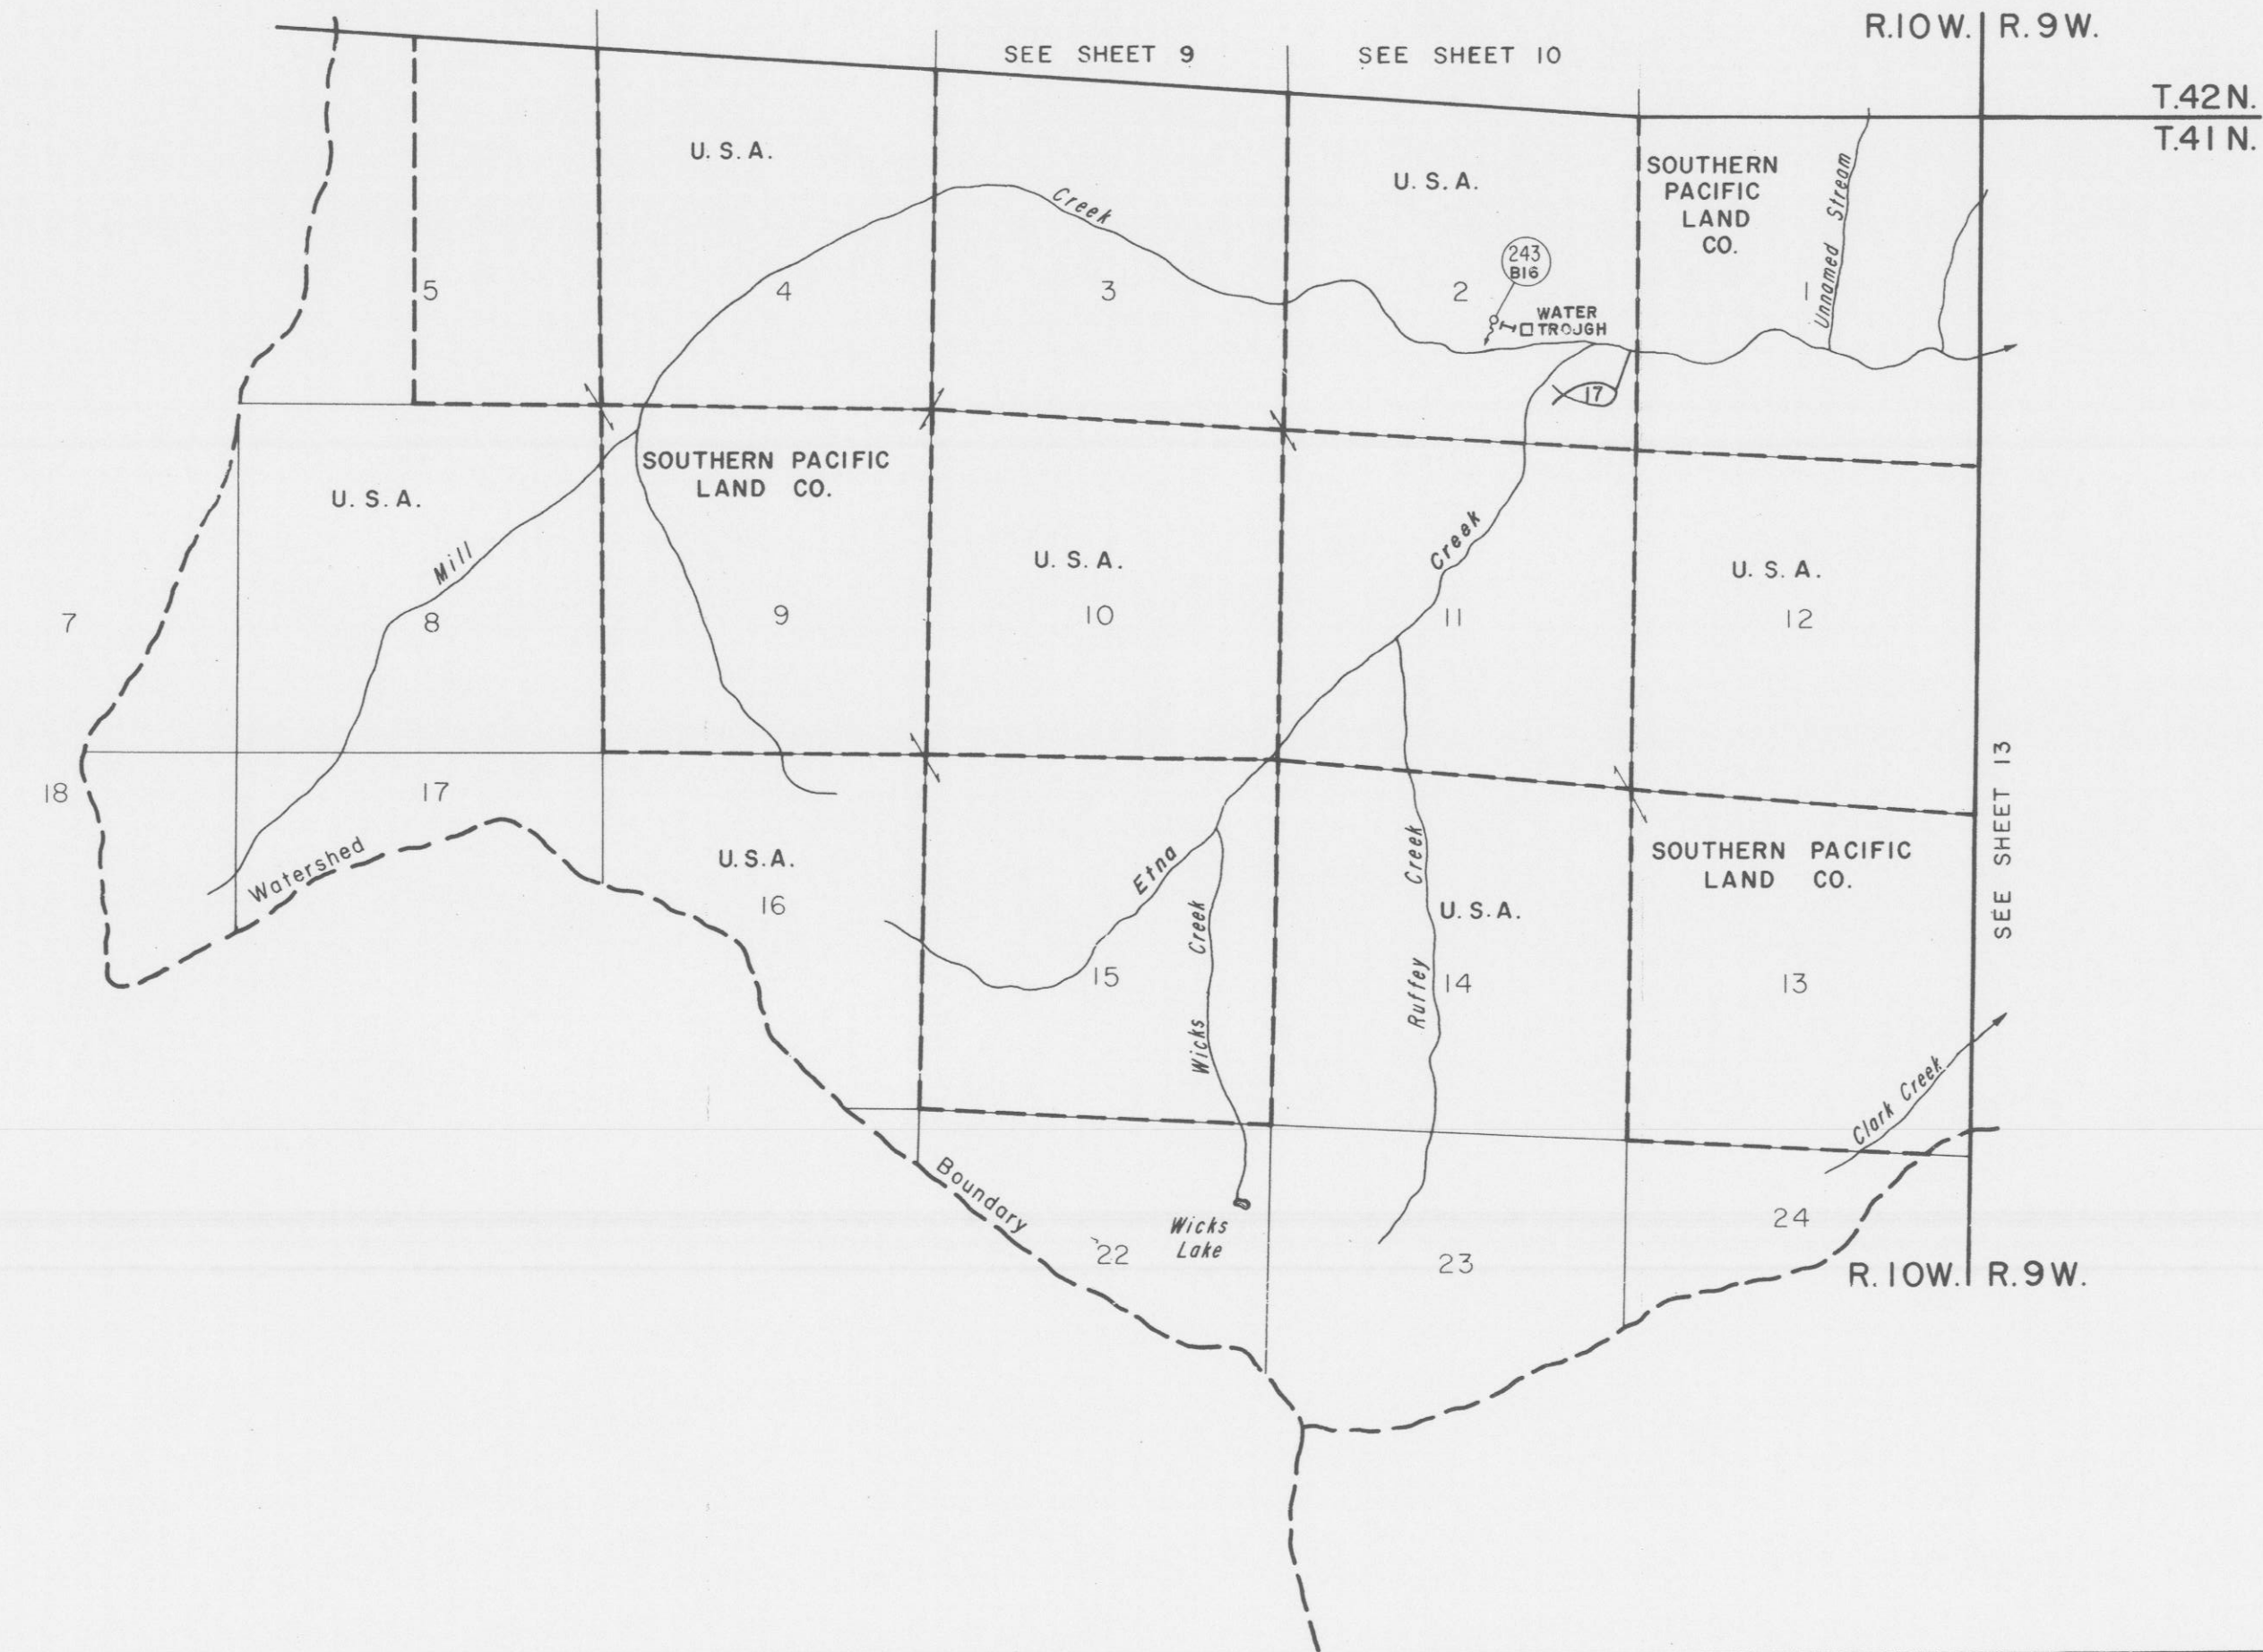 R.10W. R.9W.
SEE SHEET 9
SEE SHEET 10
T.42N.
T.41N.
U.S.A.
U.S.A.
SOUTHERN
PACIFIC
LAND
CO.
Unnamed Stream
Creek
243
B16
5
4
3
2
1
WATER
TROUGH
17
SOUTHERN PACIFIC
LAND CO.
U.S.A.
Mill
Creek
U.S.A.
U.S.A.
7
8
9
10
11
12
SEE SHEET 13
18
17
Watershed
U.S.A.
16
Etna
Wicks Creek
Ruffey Creek
U.S.A.
SOUTHERN PACIFIC
LAND CO.
15
14
13
Clark Creek
Boundary
22
Wicks
Lake
23
24
R.10W. R.9W.